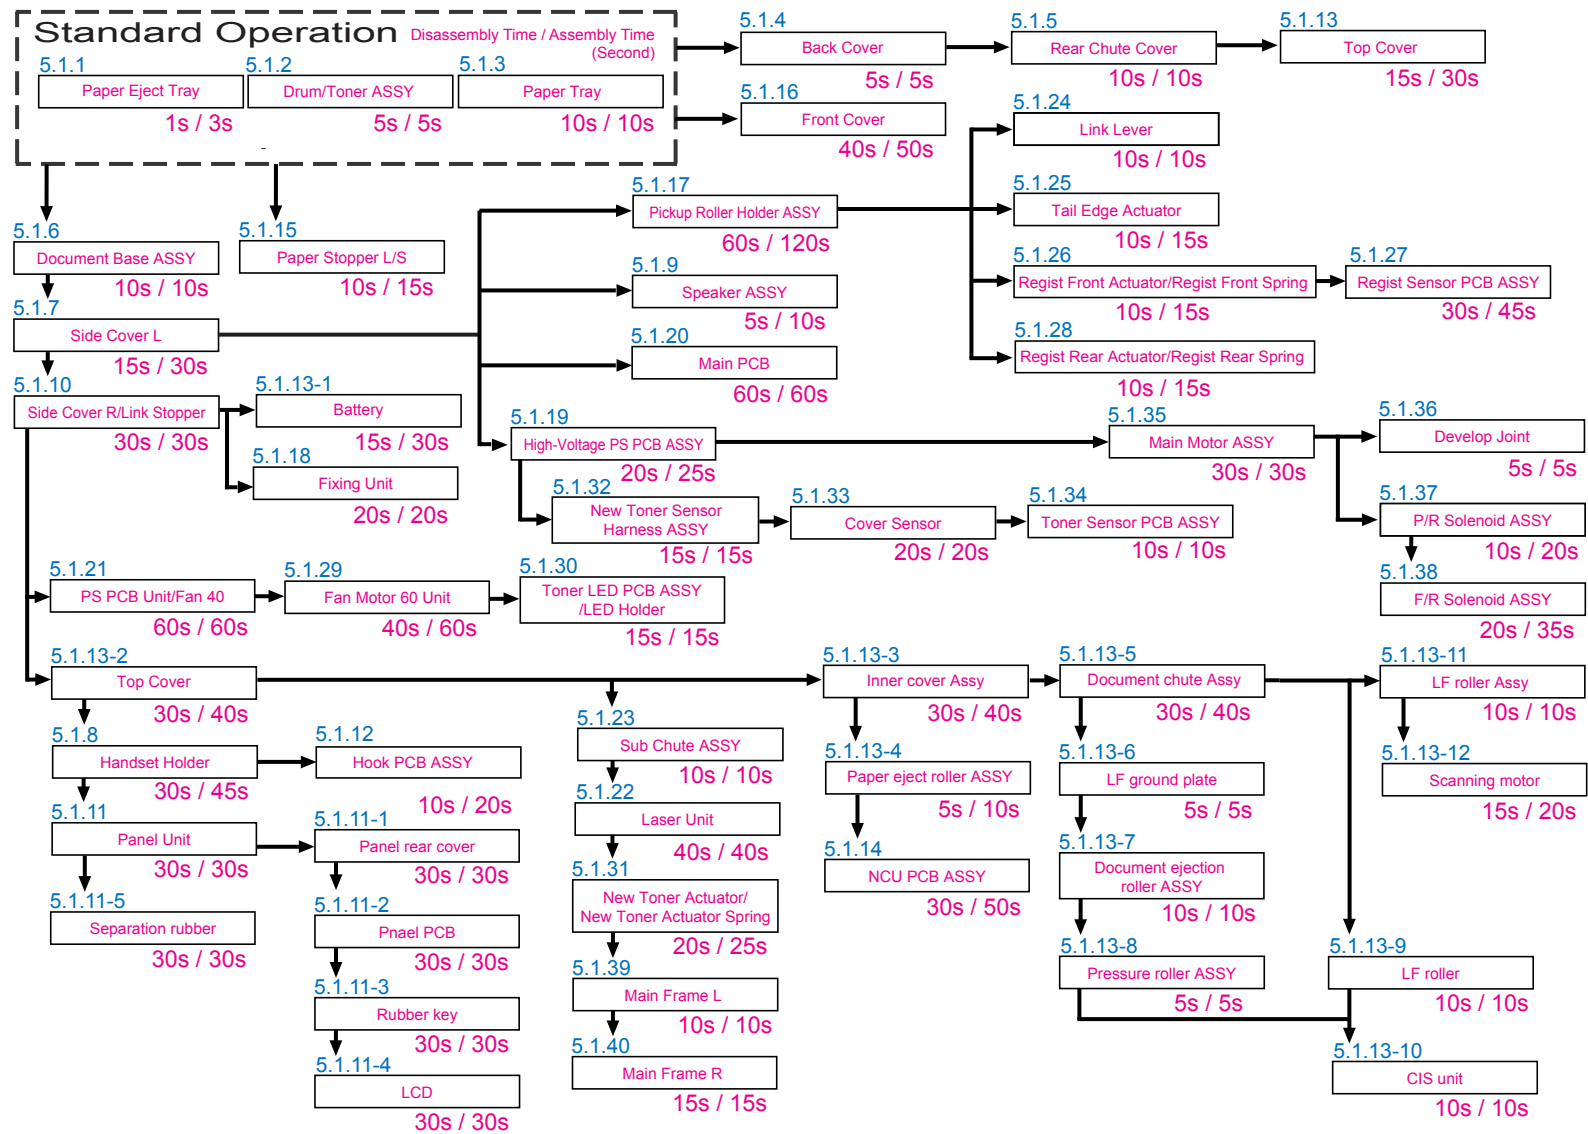 Standard Operation
Disassembly Time / Assembly Time
(Second)
5.1.1
Paper Eject Tray
1s / 3s
5.1.2
Drum/Toner ASSY
5s / 5s
5.1.3
Paper Tray
10s / 10s
5.1.4
Back Cover
5s / 5s
5.1.5
Rear Chute Cover
10s / 10s
5.1.13
Top Cover
15s / 30s
5.1.16
Front Cover
40s / 50s
5.1.24
Link Lever
10s / 10s
5.1.17
Pickup Roller Holder ASSY
60s / 120s
5.1.25
Tail Edge Actuator
10s / 15s
5.1.6
Document Base ASSY
10s / 10s
5.1.15
Paper Stopper L/S
10s / 15s
5.1.9
Speaker ASSY
5s / 10s
5.1.26
Regist Front Actuator/Regist Front Spring
10s / 15s
5.1.27
Regist Sensor PCB ASSY
30s / 45s
5.1.7
Side Cover L
15s / 30s
5.1.20
Main PCB
60s / 60s
5.1.28
Regist Rear Actuator/Regist Rear Spring
10s / 15s
5.1.10
Side Cover R/Link Stopper
30s / 30s
5.1.13-1
Battery
15s / 30s
5.1.19
High-Voltage PS PCB ASSY
20s / 25s
5.1.35
Main Motor ASSY
30s / 30s
5.1.36
Develop Joint
5s / 5s
5.1.18
Fixing Unit
20s / 20s
5.1.32
New Toner Sensor
Harness ASSY
15s / 15s
5.1.33
Cover Sensor
20s / 20s
5.1.34
Toner Sensor PCB ASSY
10s / 10s
5.1.37
P/R Solenoid ASSY
10s / 20s
5.1.38
F/R Solenoid ASSY
20s / 35s
5.1.21
PS PCB Unit/Fan 40
60s / 60s
5.1.29
Fan Motor 60 Unit
40s / 60s
5.1.30
Toner LED PCB ASSY
/LED Holder
15s / 15s
5.1.13-2
Top Cover
30s / 40s
5.1.13-3
Inner cover Assy
30s / 40s
5.1.13-5
Document chute Assy
30s / 40s
5.1.13-11
LF roller Assy
10s / 10s
5.1.8
Handset Holder
30s / 45s
5.1.12
Hook PCB ASSY
10s / 20s
5.1.23
Sub Chute ASSY
10s / 10s
5.1.13-4
Paper eject roller ASSY
5s / 10s
5.1.13-6
LF ground plate
5s / 5s
5.1.13-12
Scanning motor
15s / 20s
5.1.11
Panel Unit
30s / 30s
5.1.11-1
Panel rear cover
30s / 30s
5.1.22
Laser Unit
40s / 40s
5.1.14
NCU PCB ASSY
30s / 50s
5.1.13-7
Document ejection
roller ASSY
10s / 10s
5.1.11-5
Separation rubber
30s / 30s
5.1.11-2
Pnael PCB
30s / 30s
5.1.31
New Toner Actuator/
New Toner Actuator Spring
20s / 25s
5.1.13-8
Pressure roller ASSY
5s / 5s
5.1.13-9
LF roller
10s / 10s
5.1.11-3
Rubber key
30s / 30s
5.1.39
Main Frame L
10s / 10s
5.1.11-4
LCD
30s / 30s
5.1.40
Main Frame R
15s / 15s
5.1.13-10
CIS unit
10s / 10s